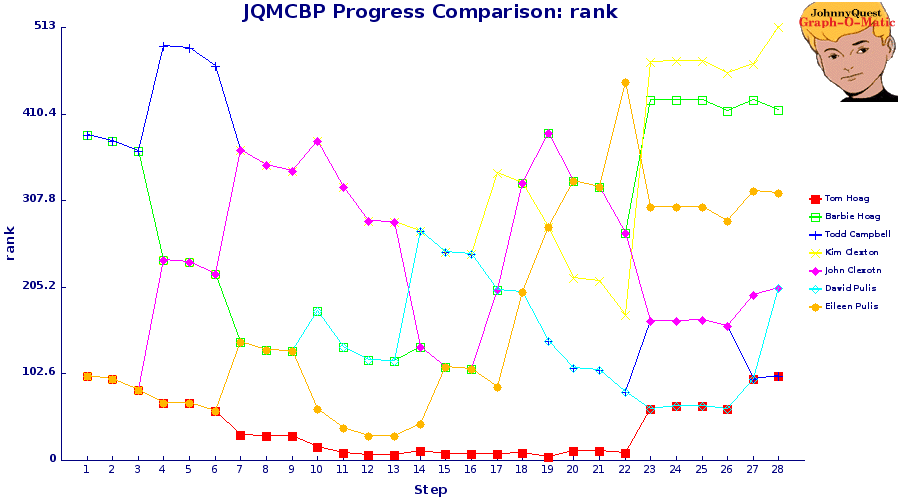 JQMCBP Progress Comparison: rank
JohnnyQuest
Graph-O-Matic
513
410.4
307.8
205.2
102.6
0
rank
1 2 3 4 5 6 7 8 9 10 11 12 13 14 15 16 17 18 19 20 21 22 23 24 25 26 27 28
Step
Tom Hoag
Barbie Hoag
Todd Campbell
Kim Clexton
John Clexotn
David Pulis
Eileen Pulis